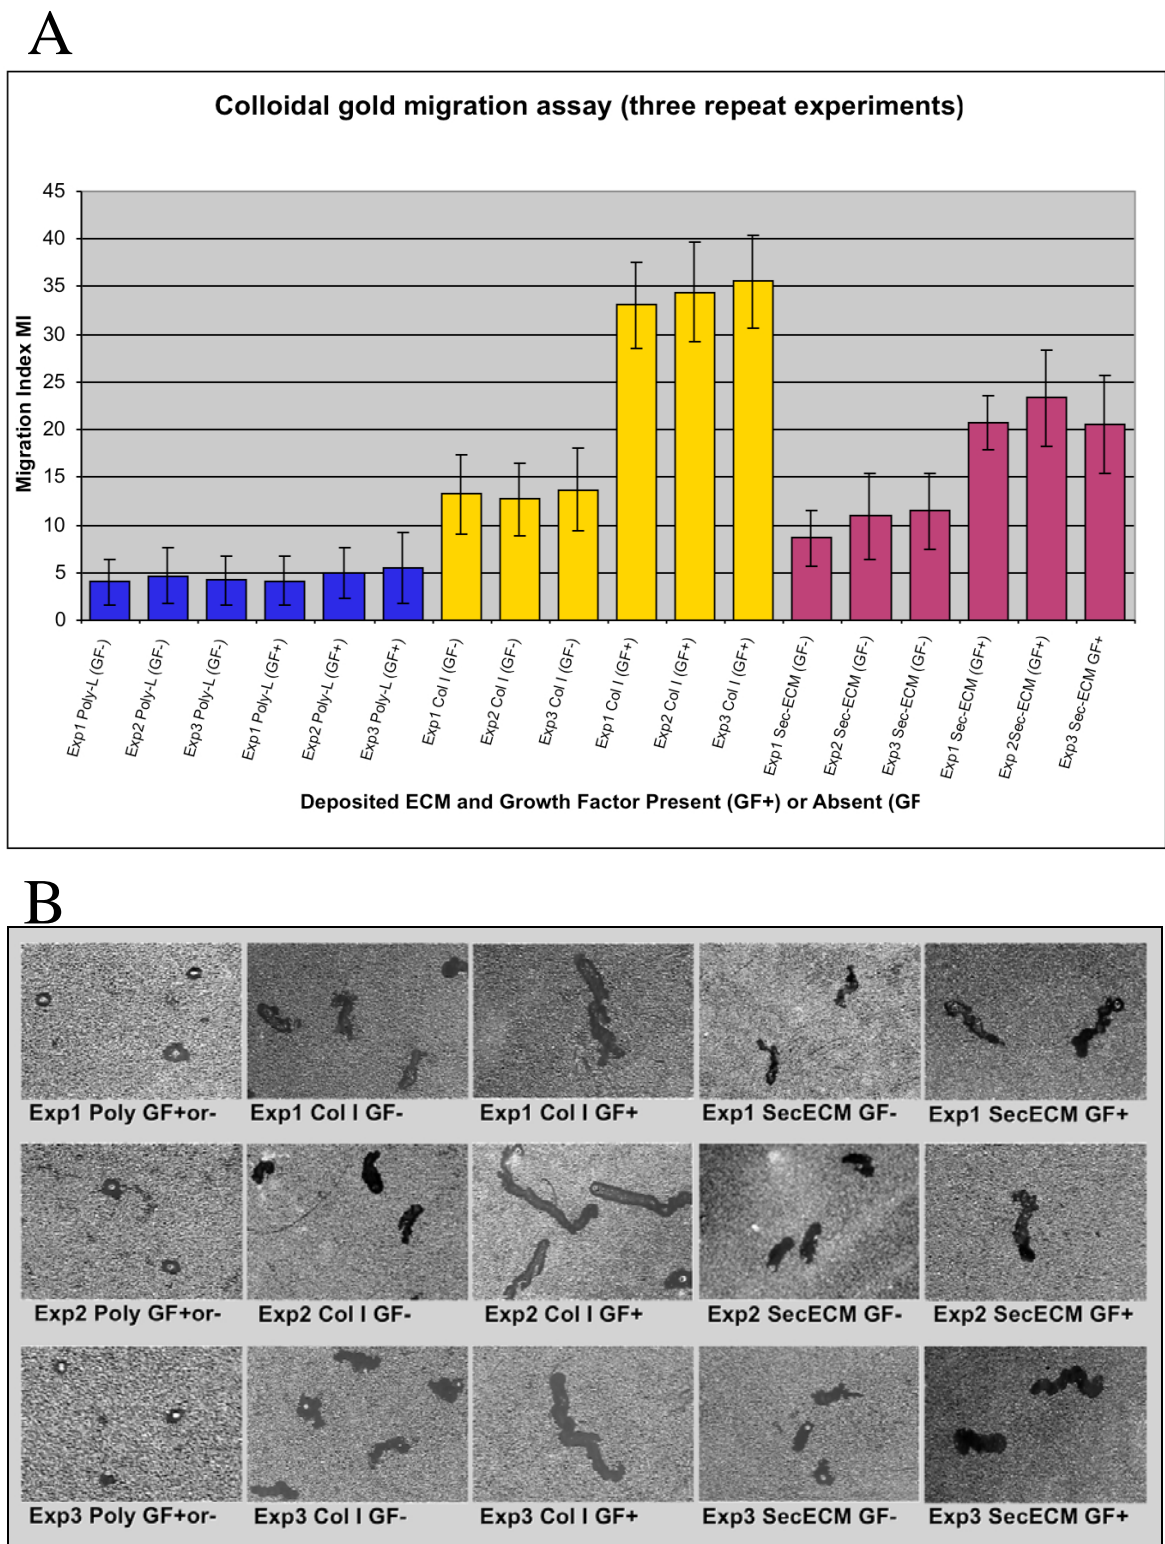 A
Colloidal gold migration assay (three repeat experiments)
45
40
35
30
25
20
15
10
5
0
Migration Index MI
Exp1 Poly-L (GF-)
Exp2 Poly-L (GF-)
Exp3 Poly-L (GF-)
Exp1 Poly-L (GF+)
Exp2 Poly-L (GF+)
Exp3 Poly-L (GF+)
Exp1 Col I (GF-)
Exp2 Col I (GF-)
Exp3 Col I (GF-)
Exp1 Col I (GF+)
Exp2 Col I (GF+)
Exp3 Col I (GF+)
Exp1 Sec-ECM (GF-)
Exp2 Sec-ECM (GF-)
Exp3 Sec-ECM (GF-)
Exp1 Sec-ECM (GF+)
Exp 2Sec-ECM (GF+)
Exp3 Sec-ECM GF+
Deposited ECM and Growth Factor Present (GF+) or Absent (GF
B
Exp1 Poly GF+or-
Exp1 Col I GF-
Exp1 Col I GF+
Exp1 SecECM GF-
Exp1 SecECM GF+
Exp2 Poly GF+or-
Exp2 Col I GF-
Exp2 Col I GF+
Exp2 SecECM GF-
Exp2 SecECM GF+
Exp3 Poly GF+or-
Exp3 Col I GF-
Exp3 Col I GF+
Exp3 SecECM GF-
Exp3 SecECM GF+